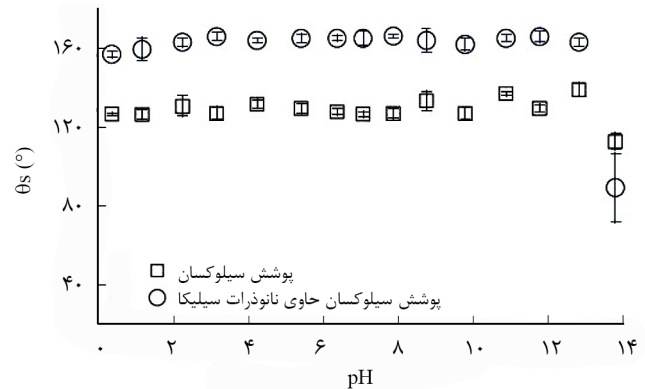 θs (°)
۱۶۰
۱۲۰
۸۰
۴۰
پوشش سیلوکسان
پوشش سیلوکسان حاوی نانوذرات سیلیکا
۰ ۲ ۴ ۶ ۸ ۱۰ ۱۲ ۱۴
pH